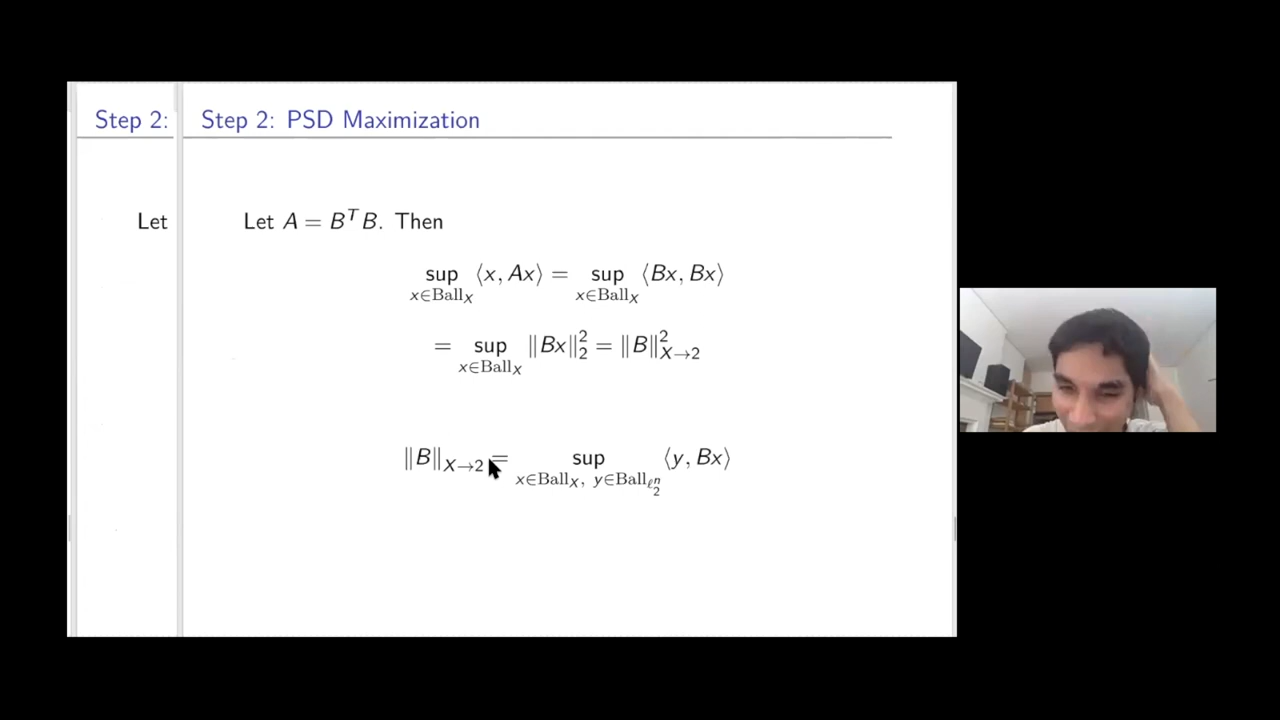 Step 2:
Let
Step 2: PSD Maximization
Let A = B^T B. Then
sup_{x∈Ball_X} ⟨x, Ax⟩ = sup_{x∈Ball_X} ⟨Bx, Bx⟩
= sup_{x∈Ball_X} ‖Bx‖_2^2 = ‖B‖_{X→2}^2
‖B‖_{X→2} = sup_{x∈Ball_X, y∈Ball_{ℓ_2^n}} ⟨y, Bx⟩